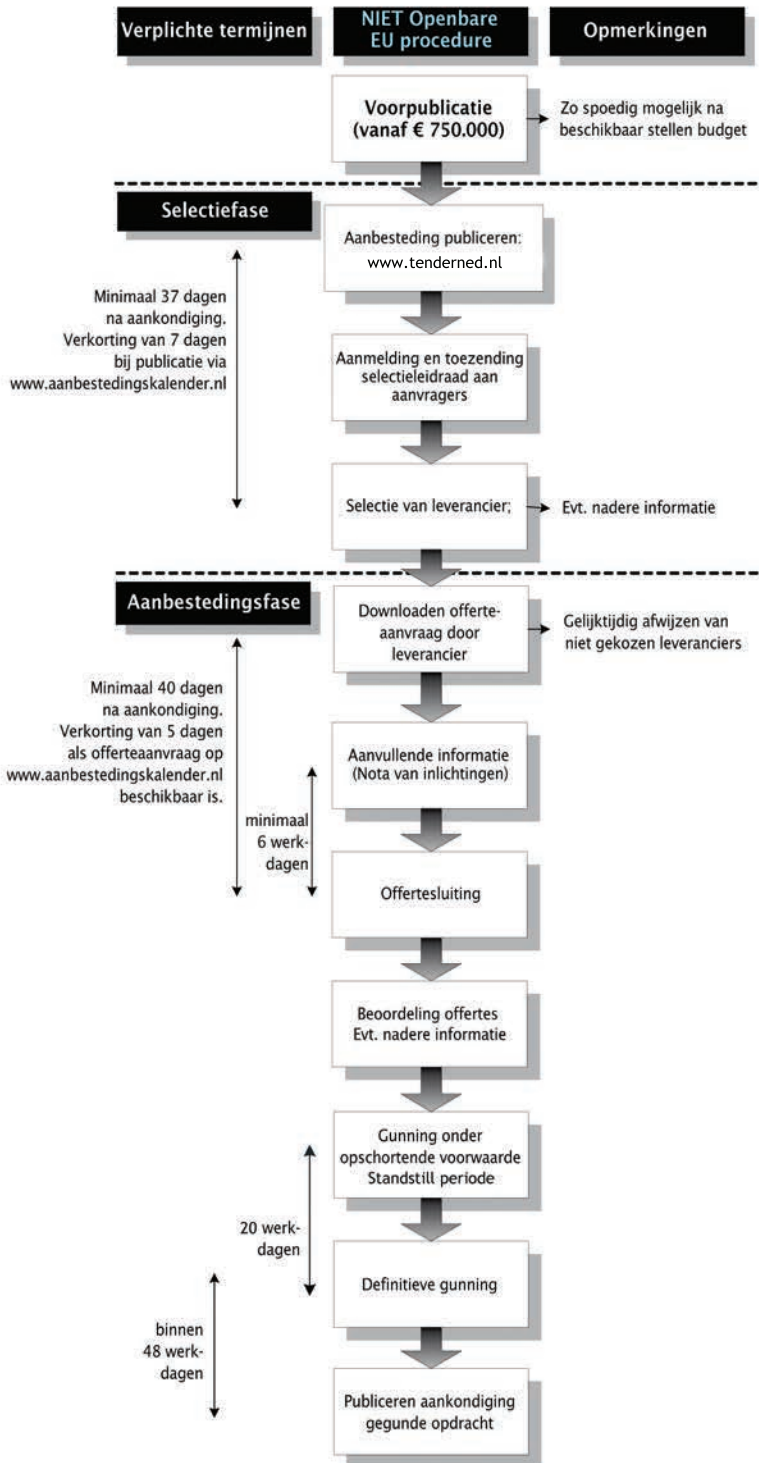 Verplichte termijnen
NIET Openbare
EU procedure
Opmerkingen
Voorpublicatie
(vanaf € 750.000)
Zo spoedig mogelijk na
beschikbaar stellen budget
Selectiefase
Aanbesteding publiceren:
www.tenderned.nl
Minimaal 37 dagen
na aankondiging.
Verkorting van 7 dagen
bij publicatie via
www.aanbestedingskalender.nl
Aanmelding en toezending
selectieleidraad aan
aanvragers
Selectie van leverancier;
Evt. nadere informatie
Aanbestedingsfase
Downloaden offerte-
aanvraag door
leverancier
Gelijktijdig afwijzen van
niet gekozen leveranciers
Minimaal 40 dagen
na aankondiging.
Verkorting van 5 dagen
als offerteaanvraag op
www.aanbestedingskalender.nl
beschikbaar is.
Aanvullende informatie
(Nota van inlichtingen)
minimaal
6 werk-
dagen
Offertesluiting
Beoordeling offertes
Evt. nadere informatie
Gunning onder
opschortende voorwaarde
Standstill periode
20 werk-
dagen
Definitieve gunning
binnen
48 werk-
dagen
Publiceren aankondiging
gegunde opdracht